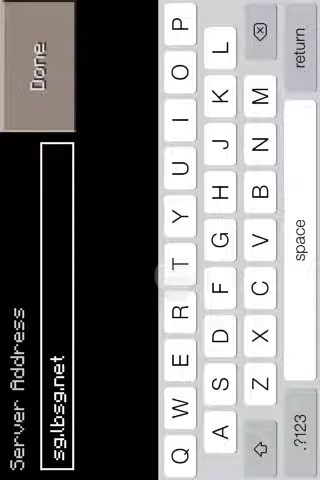 Done
Server Address
sg.lbsg.net
Q W E R T Y U I O P
A S D F G H J K L
Z X C V B N M
.?123 space return